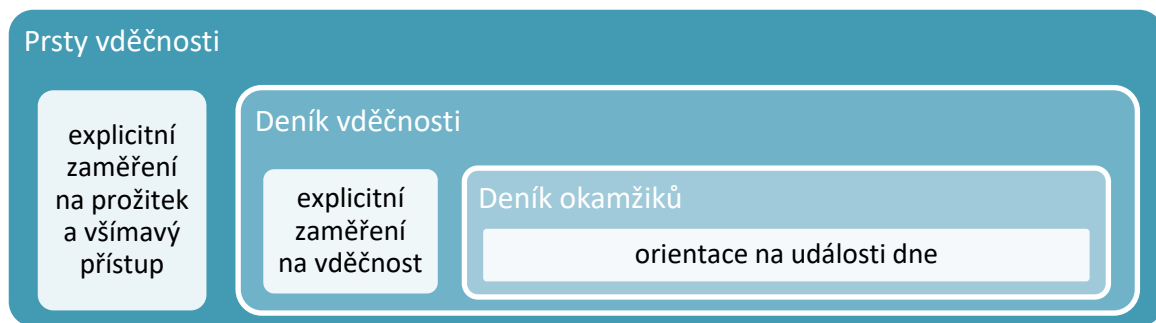 Prsty vděčnosti
explicitní
zaměření
na prožitek
a všímavý
přístup
Deník vděčnosti
explicitní
zaměření
na vděčnost
Deník okamžiků
orientace na události dne